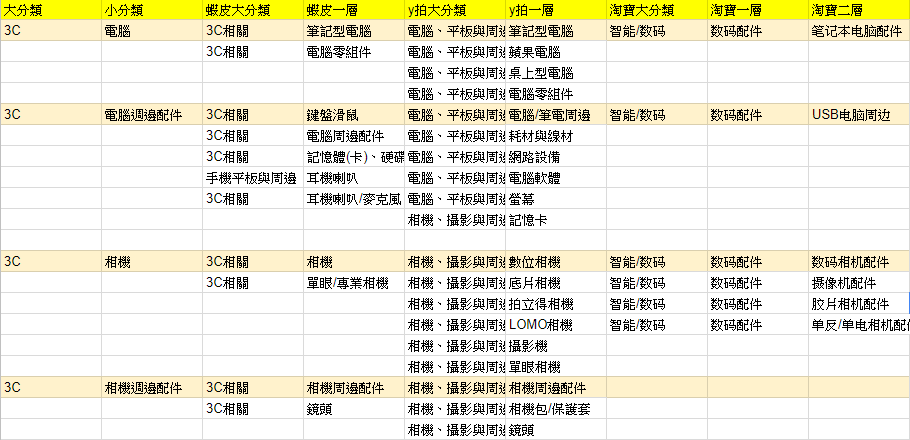 大分類 小分類 蝦皮大分類 蝦皮一層 y拍大分類 y拍一層 淘寶大分類 淘寶一層 淘寶二層
3C 電腦 3C相關 筆記型電腦 電腦、平板與周邊 筆記型電腦 智能/数码 数码配件 笔记本电脑配件
3C相關 電腦零組件 電腦、平板與周邊 蘋果電腦
電腦、平板與周邊 桌上型電腦
電腦、平板與周邊 電腦零組件
3C 電腦週邊配件 3C相關 鍵盤滑鼠 電腦、平板與周邊 電腦/筆電周邊 智能/数码 数码配件 USB电脑周边
3C相關 電腦周邊配件 電腦、平板與周邊 耗材與線材
3C相關 記憶體(卡)、硬碟 電腦、平板與周邊 網路設備
手機平板與周邊 耳機喇叭 電腦、平板與周邊 電腦軟體
3C相關 耳機喇叭/麥克風 電腦、平板與周邊 螢幕
相機、攝影與周邊 記憶卡
3C 相機 3C相關 相機 相機、攝影與周邊 數位相機 智能/数码 数码配件 数码相机配件
3C相關 單眼/專業相機 相機、攝影與周邊 底片相機 智能/数码 数码配件 摄像机配件
相機、攝影與周邊 拍立得相機 智能/数码 数码配件 胶片相机配件
相機、攝影與周邊 LOMO相機 智能/数码 数码配件 单反/单电相机配
相機、攝影與周邊 攝影機
相機、攝影與周邊 單眼相機
3C 相機週邊配件 3C相關 相機周邊配件 相機、攝影與周邊 相機周邊配件
3C相關 鏡頭 相機、攝影與周邊 相機包/保護套
相機、攝影與周邊 鏡頭